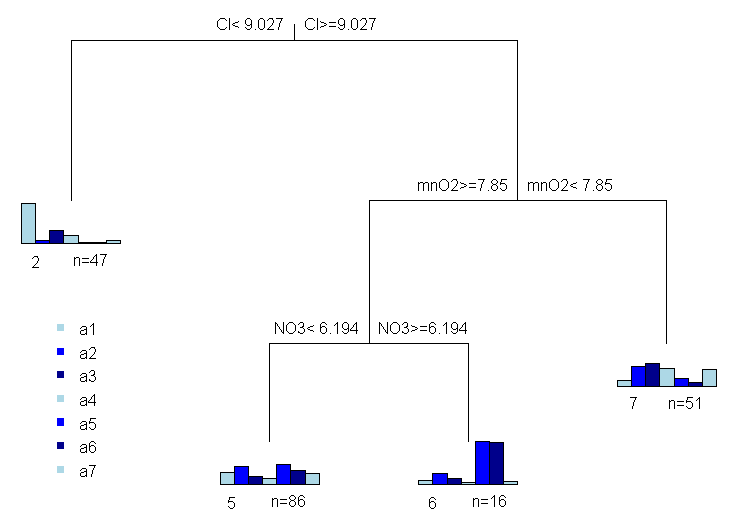 Cl< 9.027 Cl>=9.027
mnO2>=7.85 mnO2< 7.85
2 n=47
NO3< 6.194 NO3>=6.194
a1
a2
a3
a4
a5
a6
a7
7 n=51
5 n=86
6 n=16